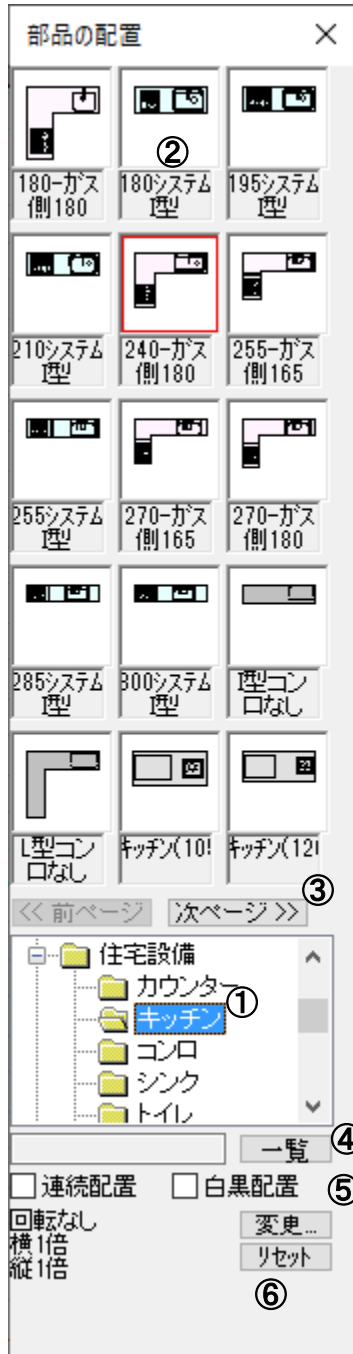 部品の配置
②
180-ガス側180
180システムI型
195システムI型
210システムI型
240-ガス側180
255-ガス側165
255システムI型
270-ガス側165
270-ガス側180
285システムI型
300システムI型
I型コンロなし
L型コンロなし
キッチン(10!
キッチン(12
③
<< 前ページ
次ページ >>
住宅設備
カウンター
①
キッチン
コンロ
シンク
トイレ
一覧
④
連続配置
白黒配置
⑤
回転なし
横1倍
縦1倍
変更...
リセット
⑥